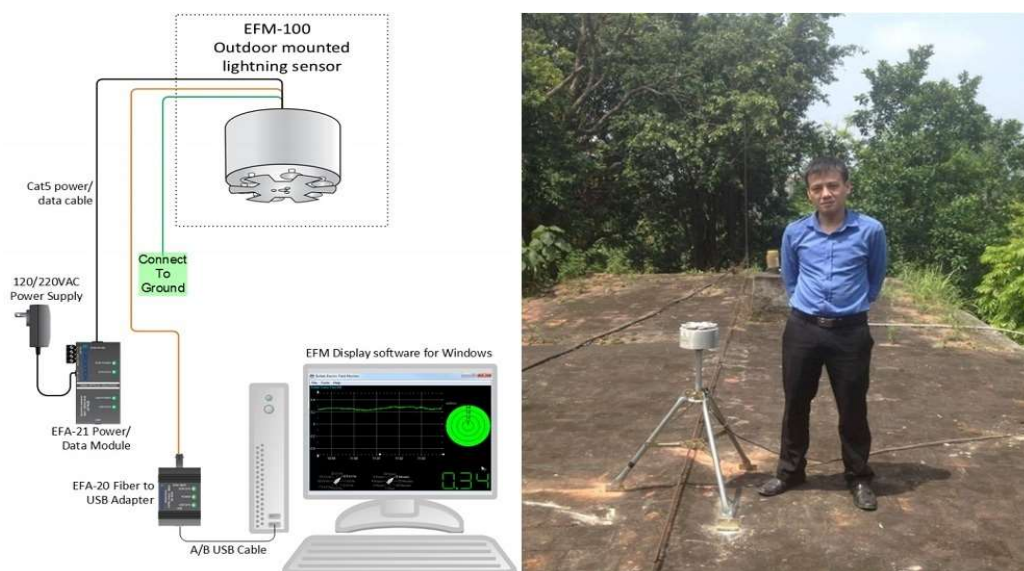 EFM-100
Outdoor mounted
lightning sensor
Cat5 power/
data cable
Connect
To
Ground
120/220VAC
Power Supply
EFM Display software for Windows
EFA-21 Power/
Data Module
EFA-20 Fiber to
USB Adapter
0.34
A/B USB Cable